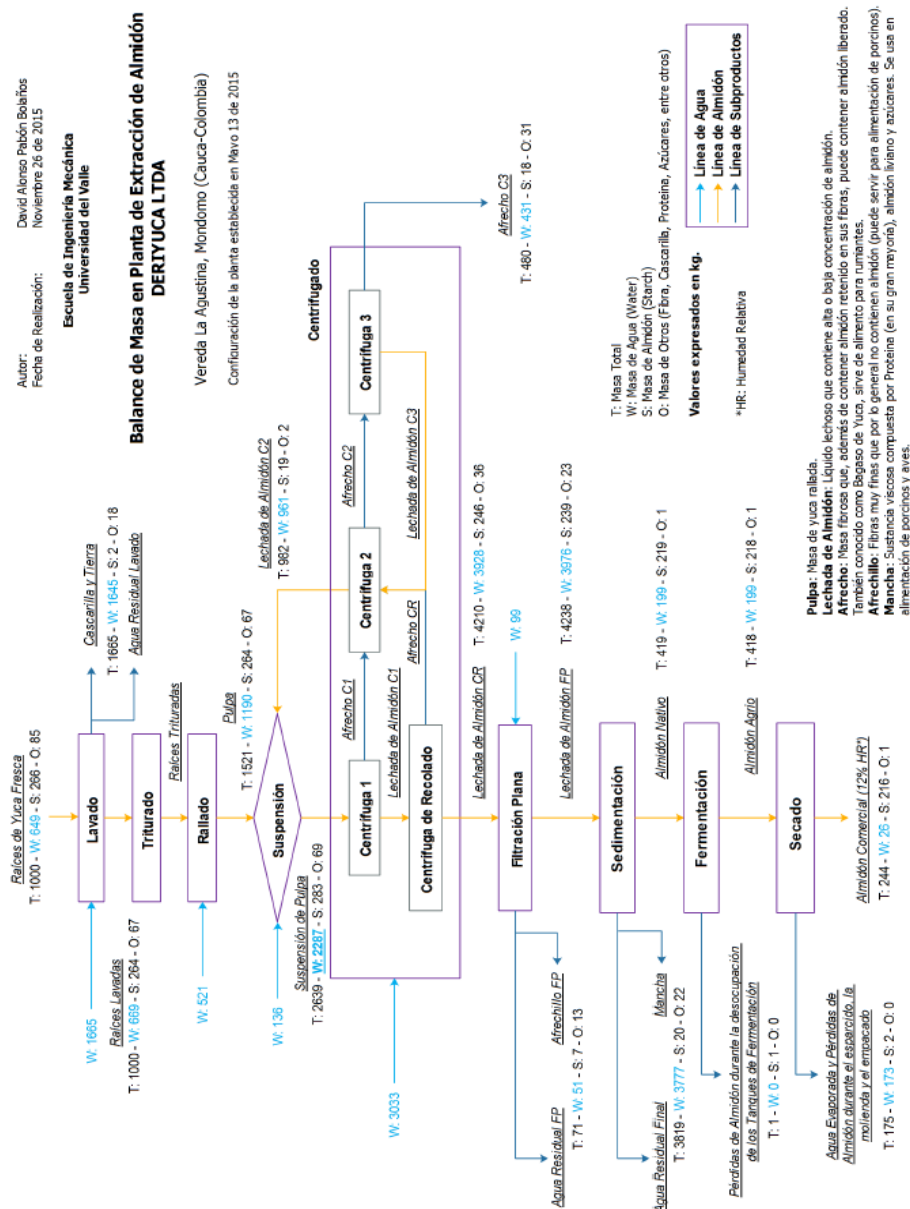 Autor: David Alonso Pabón Bolaños
Fecha de Realización: Noviembre 26 de 2015
Escuela de Ingeniería Mecánica
Universidad del Valle
Balance de Masa en Planta de Extracción de Almidón
DERIYUCA LTDA
Vereda La Agustina, Mondomo (Cauca-Colombia)
Configuración de la planta establecida en Mayo 13 de 2015
Raíces de Yuca Fresca
T: 1000 - W: 649 - S: 266 - O: 85
W: 1665
Lavado
Cascarilla y Tierra
T: 1665 - W: 1645 - S: 2 - O: 18
Agua Residual Lavado
Raíces Lavadas
T: 1000 - W: 669 - S: 264 - O: 67
Triturado
Raíces Trituradas
W: 521
Rallado
Pulpa
T: 1521 - W: 1190 - S: 264 - O: 67
W: 136
Suspensión
Lechada de Almidón C2
T: 982 - W: 961 - S: 19 - O: 2
Suspensión de Pulpa
T: 2639 - W: 2287 - S: 283 - O: 69
Centrifugado
W: 3033
Centrífuga 1
Afrecho C1
Centrífuga 2
Afrecho C2
Centrífuga 3
Afrecho C3
T: 480 - W: 431 - S: 18 - O: 31
Lechada de Almidón C1
Lechada de Almidón C3
Centrífuga de Recolado
Afrecho CR
Lechada de Almidón CR
T: 4210 - W: 3928 - S: 246 - O: 36
Filtración Plana
W: 99
Agua Residual FP
Afrechillo FP
T: 71 - W: 51 - S: 7 - O: 13
Lechada de Almidón FP
T: 4238 - W: 3976 - S: 239 - O: 23
Sedimentación
Agua Residual Final
Mancha
T: 3819 - W: 3777 - S: 20 - O: 22
Almidón Nativo
T: 419 - W: 199 - S: 219 - O: 1
Fermentación
Pérdidas de Almidón durante la desocupación
de los Tanques de Fermentación
T: 1 - W: 0 - S: 1 - O: 0
Almidón Agrio
T: 418 - W: 199 - S: 218 - O: 1
Secado
Agua Evaporada y Pérdidas de
Almidón durante el esparcido, la
molienda y el empacado
T: 175 - W: 173 - S: 2 - O: 0
Almidón Comercial (12% HR*)
T: 244 - W: 26 - S: 216 - O: 1
T: Masa Total
W: Masa de Agua (Water)
S: Masa de Almidón (Starch)
O: Masa de Otros (Fibra, Cascarilla, Proteina, Azúcares, entre otros)
Valores expresados en kg.
Línea de Agua
Línea de Almidón
Línea de Subproductos
*HR: Humedad Relativa
Pulpa: Masa de yuca rallada.
Lechada de Almidón: Líquido lechoso que contiene alta o baja concentración de almidón.
Afrecho: Masa fibrosa que, además de contener almidón retenido en sus fibras, puede contener almidón liberado.
También conocido como Bagaso de Yuca, sirve de alimento para rumiantes.
Afrechillo: Fibras muy finas que por lo general no contienen almidón (puede servir para alimentación de porcinos).
Mancha: Sustancia viscosa compuesta por Proteina (en su gran mayoría), almidón liviano y azúcares. Se usa en
alimentación de porcinos y aves.